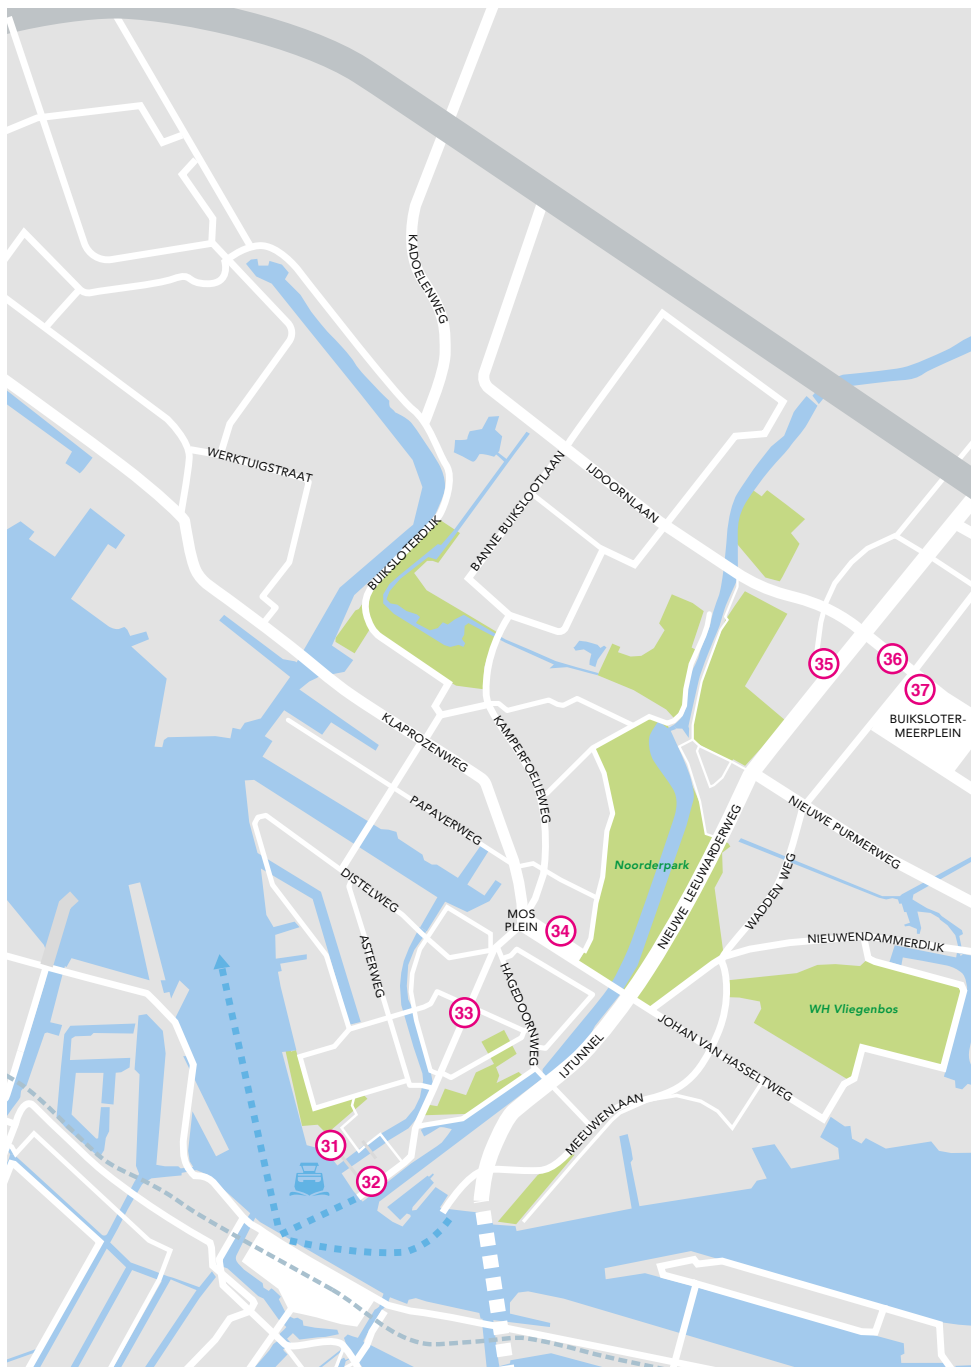 KADOELENWEG
WERKTUIGSTRAAT
BANNE BUIKSLOOTLAAN
IJDOORNLAAN
BUIKSLOTERDIJK
35
36
37
BUIKSLOTER-
MEERPLEIN
KLAPROZENWEG
KAMPERFOELIEWEG
PAPAVERWEG
NIEUWE PURMERWEG
NIEUWE LEEUWARDERWEG
Noorderpark
WADDEN WEG
DISTELWEG
MOS
PLEIN
34
ASTERWEG
HAGEDOORNWEG
NIEUWENDAMMERDIJK
WH Vliegenbos
33
IJTUNNEL
JOHAN VAN HASSELTWEG
MEEUWENLAAN
31
32